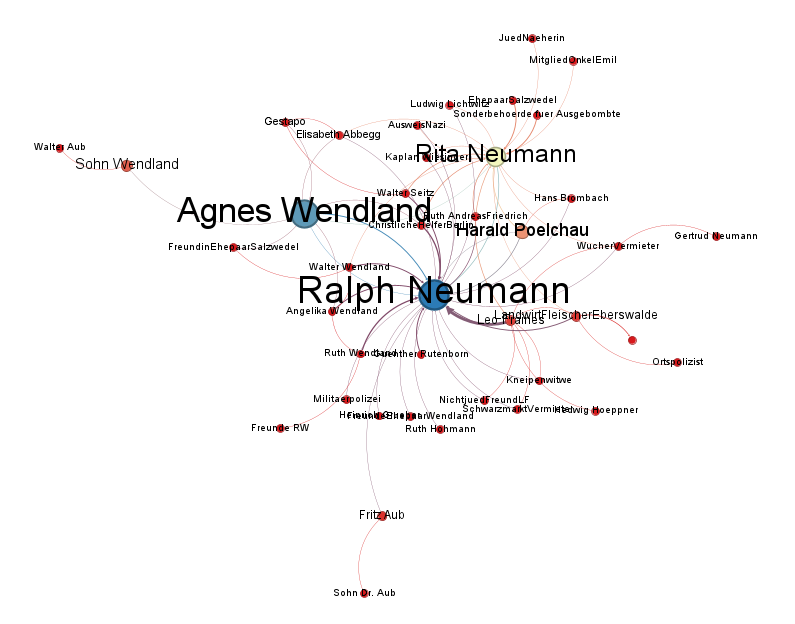 JuedNaeherin
MitgliedOnkelEmil
EhepaarSalzwedel
Ludwig Lichtwitz
Sonderbehoerde fuer Ausgebombte
Gestapo
AusweisNazi
Elisabeth Abbegg
Walter Aub
Rita Neumann
Kaplan
Sohn Wendland
Walter Seitz
Hans Brombach
Agnes Wendland
Ruth AndreasFriedrich
ChristlicheHelferBerlin
Harald Poelchau
Gertrud Neumann
FreundinEhepaarSalzwedel
WucherVermieter
Walter Wendland
Ralph Neumann
Angelika Wendland
LandwirtFleischerEberswalde
Leo Fraines
Ruth Wendland
Guenther Rutenborn
Ortspolizist
Kneipenwitwe
Militaerpolizei
NichtjuedFreundLF
SchwarzmarktVermieter
Hedwig Hoeppner
Freunde RW
Ruth Hohmann
Fritz Aub
Sohn Dr. Aub